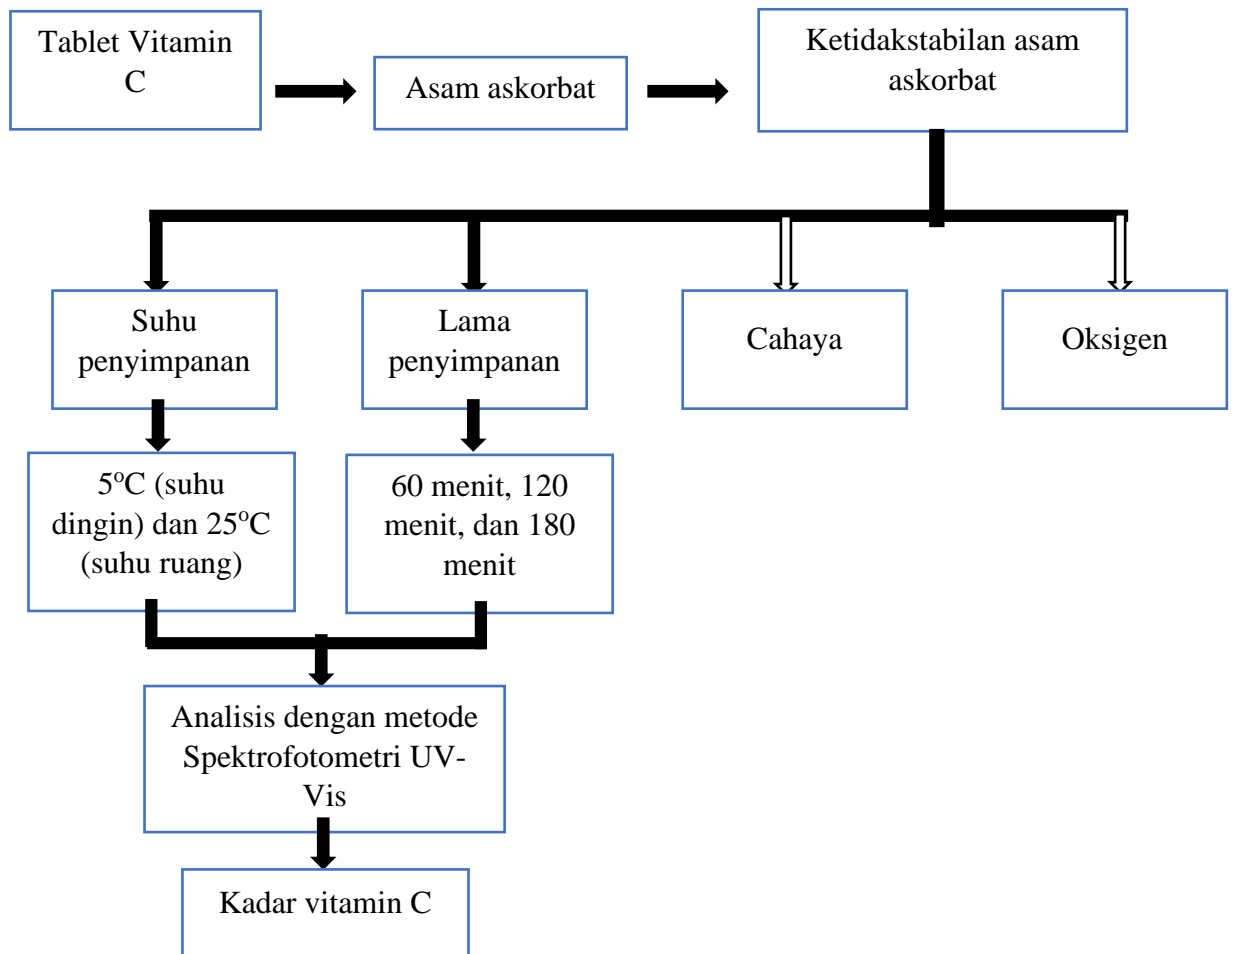 Tablet Vitamin
C
Asam askorbat
Ketidakstabilan asam
askorbat
Suhu
penyimpanan
Lama
penyimpanan
Cahaya
Oksigen
5°C (suhu
dingin) dan 25°C
(suhu ruang)
60 menit, 120
menit, dan 180
menit
Analisis dengan metode
Spektrofotometri UV-
Vis
Kadar vitamin C